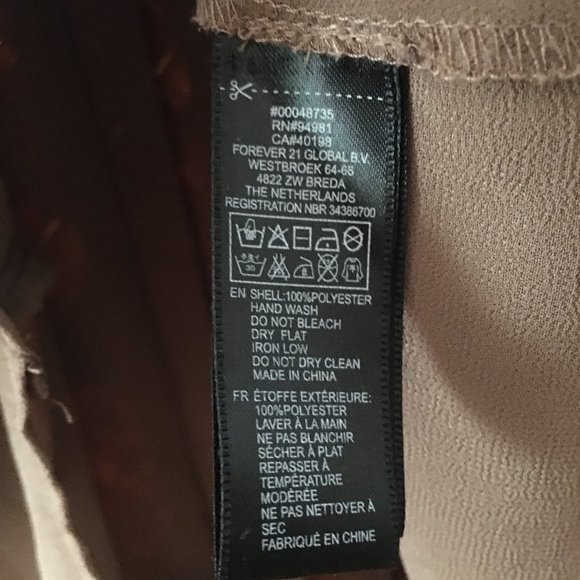 #00048735
RN#94981
CA#40198
FOREVER 21 GLOBAL B.V.
WESTBROEK 64-68
4822 ZW BREDA
THE NETHERLANDS
REGISTRATION NBR 34386700
30
EN SHELL:100%POLYESTER
HAND WASH
DO NOT BLEACH
DRY FLAT
IRON LOW
DO NOT DRY CLEAN
MADE IN CHINA
FR ÉTOFFE EXTÉRIEURE:
100%POLYESTER
LAVER À LA MAIN
NE PAS BLANCHIR
SÉCHER À PLAT
REPASSER À
TEMPÉRATURE
MODÉRÉE
NE PAS NETTOYER À
SEC
FABRIQUÉ EN CHINE